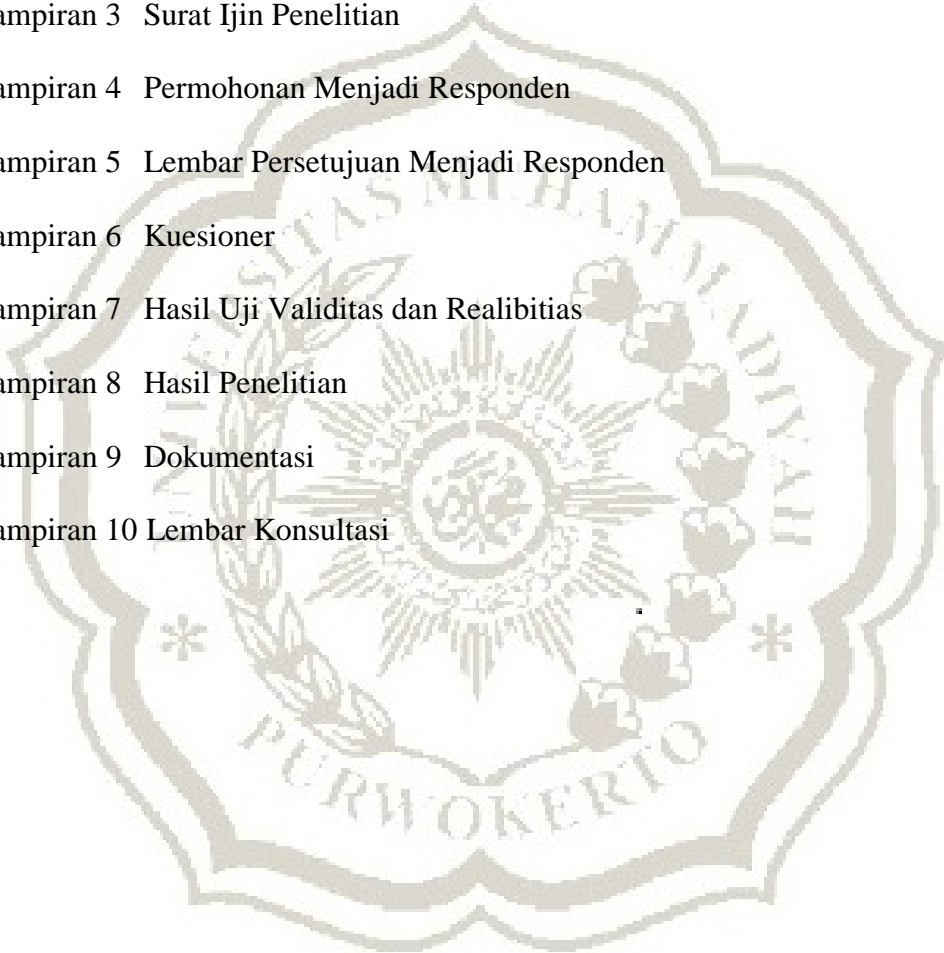 ampiran 3 Surat Ijin Penelitian
ampiran 4 Permohonan Menjadi Responden
ampiran 5 Lembar Persetujuan Menjadi Responden
ampiran 6 Kuesioner
ampiran 7 Hasil Uji Validitas dan Realibitias
ampiran 8 Hasil Penelitian
ampiran 9 Dokumentasi
ampiran 10 Lembar Konsultasi
UNIVERSITAS MUHAMMADIYAH
PURWOKERTO